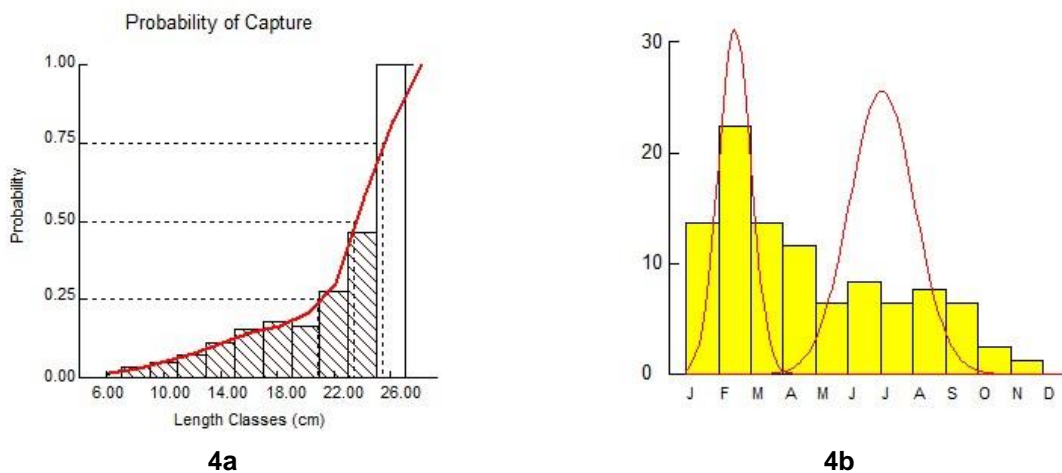 Probability of Capture
1.00
0.75
0.50
0.25
0.00
Probability
6.00 10.00 14.00 18.00 22.00 26.00
Length Classes (cm)
4a
30
20
10
0
J F M A M J J A S O N D
4b